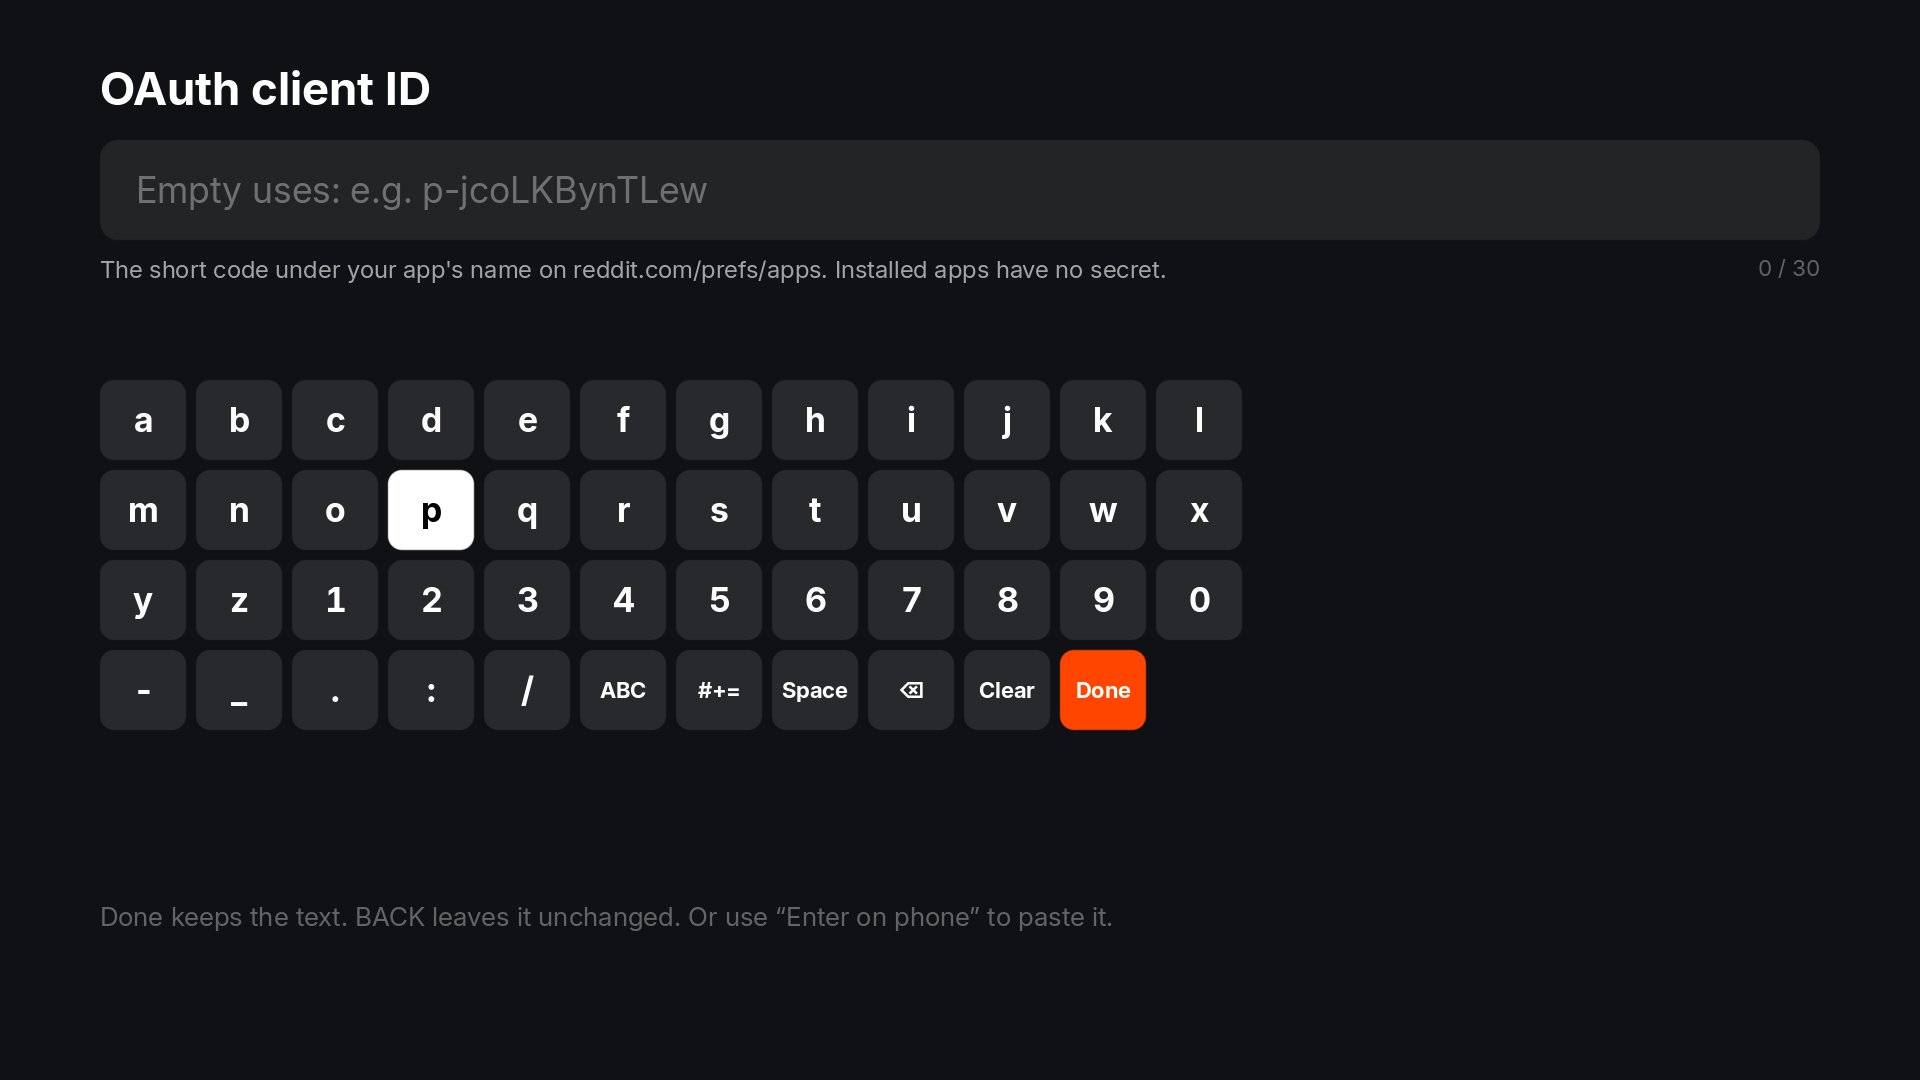 OAuth client ID
Empty uses: e.g. p-jcoLKBynTLew
The short code under your app's name on reddit.com/prefs/apps. Installed apps have no secret.
0 / 30
a b c d e f g h i j k l
m n o p q r s t u v w x
y z 1 2 3 4 5 6 7 8 9 0
- _ . : / ABC #+= Space Clear Done
Done keeps the text. BACK leaves it unchanged. Or use “Enter on phone” to paste it.